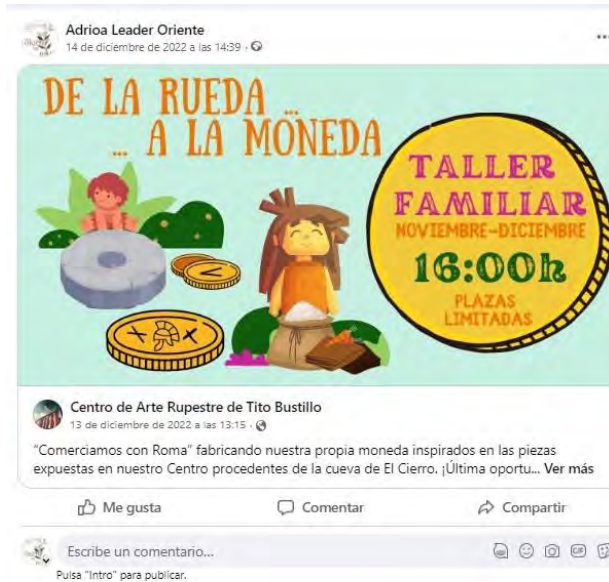 Adrioa Leader Oriente
14 de diciembre de 2022 a las 14:39 ·
DE LA RUEDA ...
... A LA MONEDA
TALLER
FAMILIAR
NOVIEMBRE-DICIEMBRE
16:00h
PLAZAS
LIMITADAS
Centro de Arte Rupestre de Tito Bustillo
13 de diciembre de 2022 a las 13:15 ·
"Comerciamos con Roma" fabricando nuestra propia moneda inspirados en las piezas
expuestas en nuestro Centro procedentes de la cueva de El Cierro. ¡Última oportu... Ver más
Me gusta
Comentar
Compartir
Escribe un comentario...
GIF
Pulsa "Intro" para publicar.